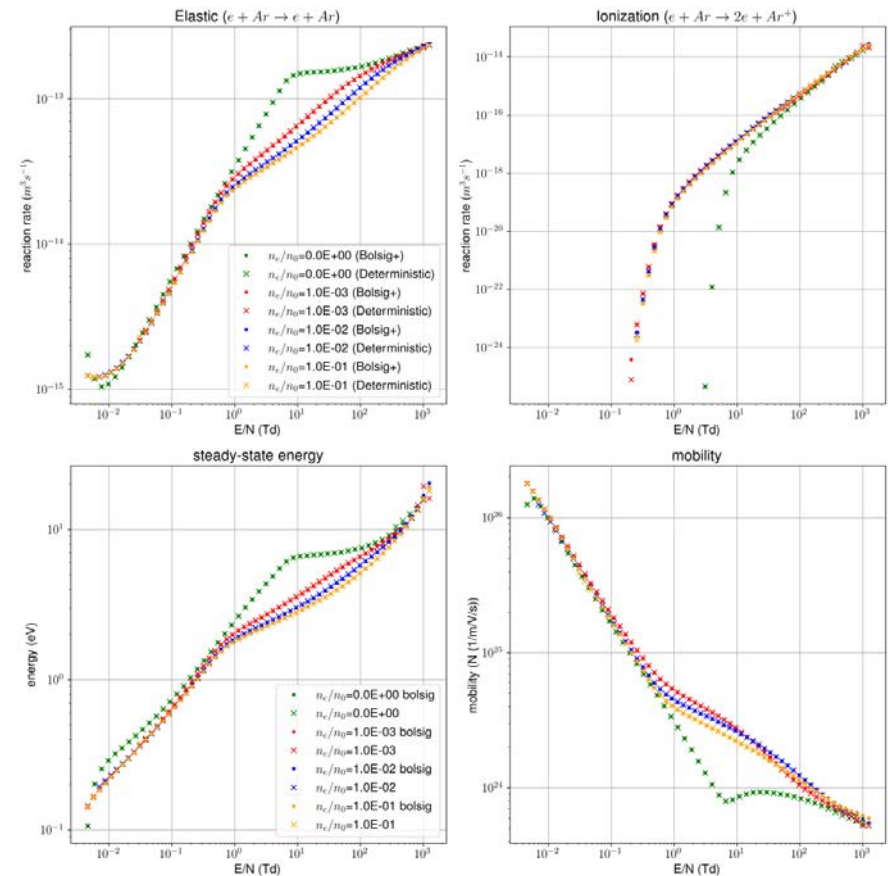 Elastic (e + Ar → e + Ar)
reaction rate (m³s⁻¹)
10⁻¹³
10⁻¹⁴
10⁻¹⁵
nₑ/n₀=0.0E+00 (Bolsig+)
nₑ/n₀=0.0E+00 (Deterministic)
nₑ/n₀=1.0E-03 (Bolsig+)
nₑ/n₀=1.0E-03 (Deterministic)
nₑ/n₀=1.0E-02 (Bolsig+)
nₑ/n₀=1.0E-02 (Deterministic)
nₑ/n₀=1.0E-01 (Bolsig+)
nₑ/n₀=1.0E-01 (Deterministic)
10⁻² 10⁻¹ 10⁰ 10¹ 10² 10³
E/N (Td)
Ionization (e + Ar → 2e + Ar⁺)
reaction rate (m³s⁻¹)
10⁻¹⁴
10⁻¹⁶
10⁻¹⁸
10⁻²⁰
10⁻²²
10⁻²⁴
10⁻² 10⁻¹ 10⁰ 10¹ 10² 10³
E/N (Td)
steady-state energy
energy (eV)
10¹
10⁰
10⁻¹
nₑ/n₀=0.0E+00 bolsig
nₑ/n₀=0.0E+00
nₑ/n₀=1.0E-03 bolsig
nₑ/n₀=1.0E-03
nₑ/n₀=1.0E-02 bolsig
nₑ/n₀=1.0E-02
nₑ/n₀=1.0E-01 bolsig
nₑ/n₀=1.0E-01
10⁻² 10⁻¹ 10⁰ 10¹ 10² 10³
E/N (Td)
mobility
mobility (N (1/m/V/s))
10²⁶
10²⁵
10²⁴
10⁻² 10⁻¹ 10⁰ 10¹ 10² 10³
E/N (Td)